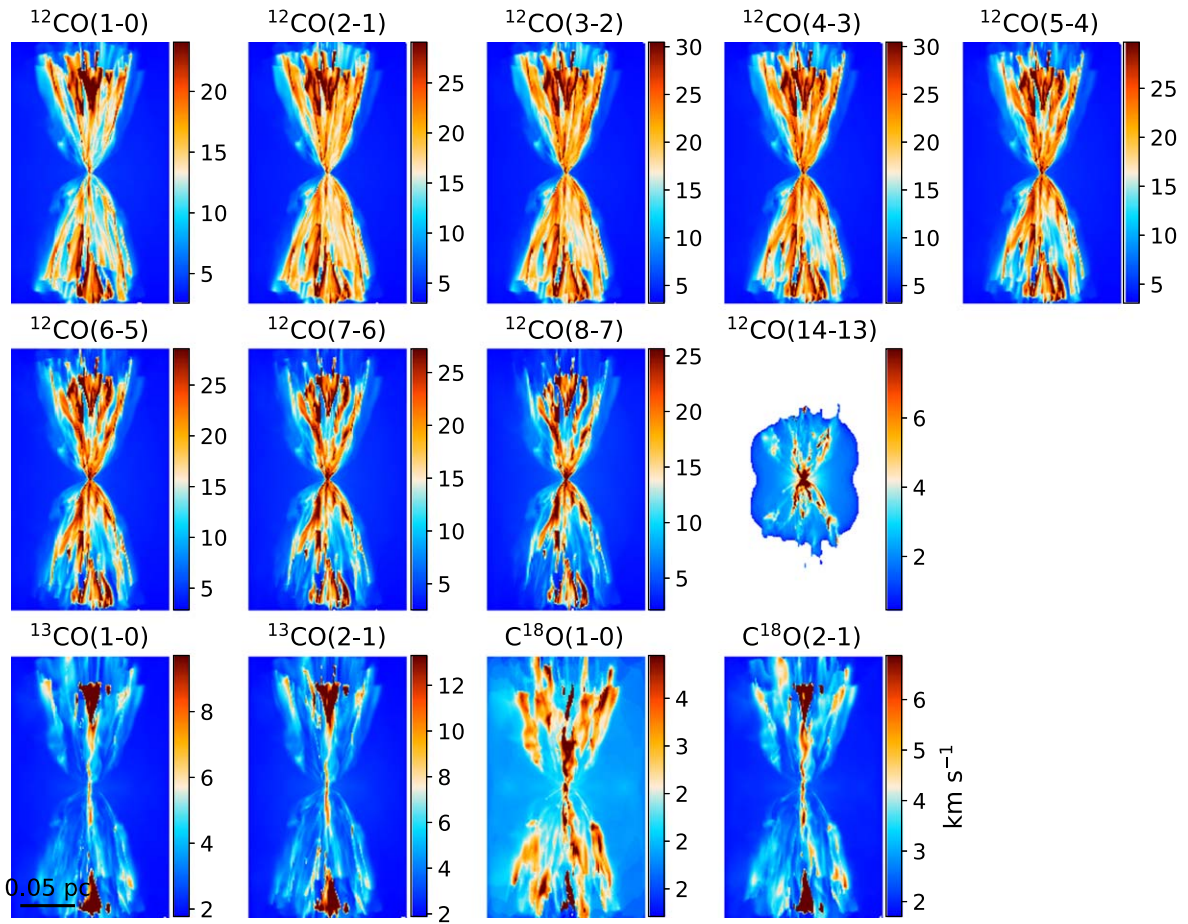 ¹²CO(1-0) ¹²CO(2-1) ¹²CO(3-2) ¹²CO(4-3) ¹²CO(5-4)
20 15 10 5
25 20 15 10 5
30 25 20 15 10 5
30 25 20 15 10 5
25 20 15 10 5
¹²CO(6-5) ¹²CO(7-6) ¹²CO(8-7) ¹²CO(14-13)
25 20 15 10 5
25 20 15 10 5
25 20 15 10 5
6 4 2
¹³CO(1-0) ¹³CO(2-1) C¹⁸O(1-0) C¹⁸O(2-1)
8 6 4 2
12 10 8 6 4 2
4 3 2 2 2
6 5 4 3 2
km s⁻¹
0.05 pc